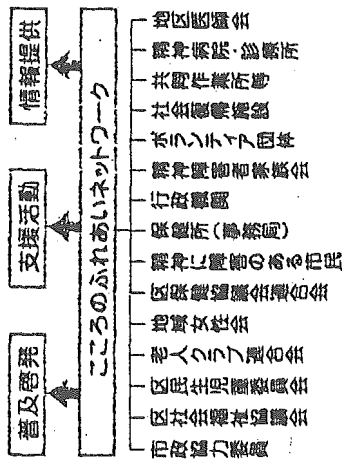 普及啓発
支援活動
情報提供
こころのふれあいネットワーク
地区医師会
精神病院・診療所
共同作業所等
社会復帰施設
ボランティア団体
精神障害者家族会
行政機関
保健所（事務局）
精神に障害のある市民
区保健協議会連合会
地域女性会
老人クラブ連合会
区民生児童委員会
区社会福祉協議会
市政協力委員